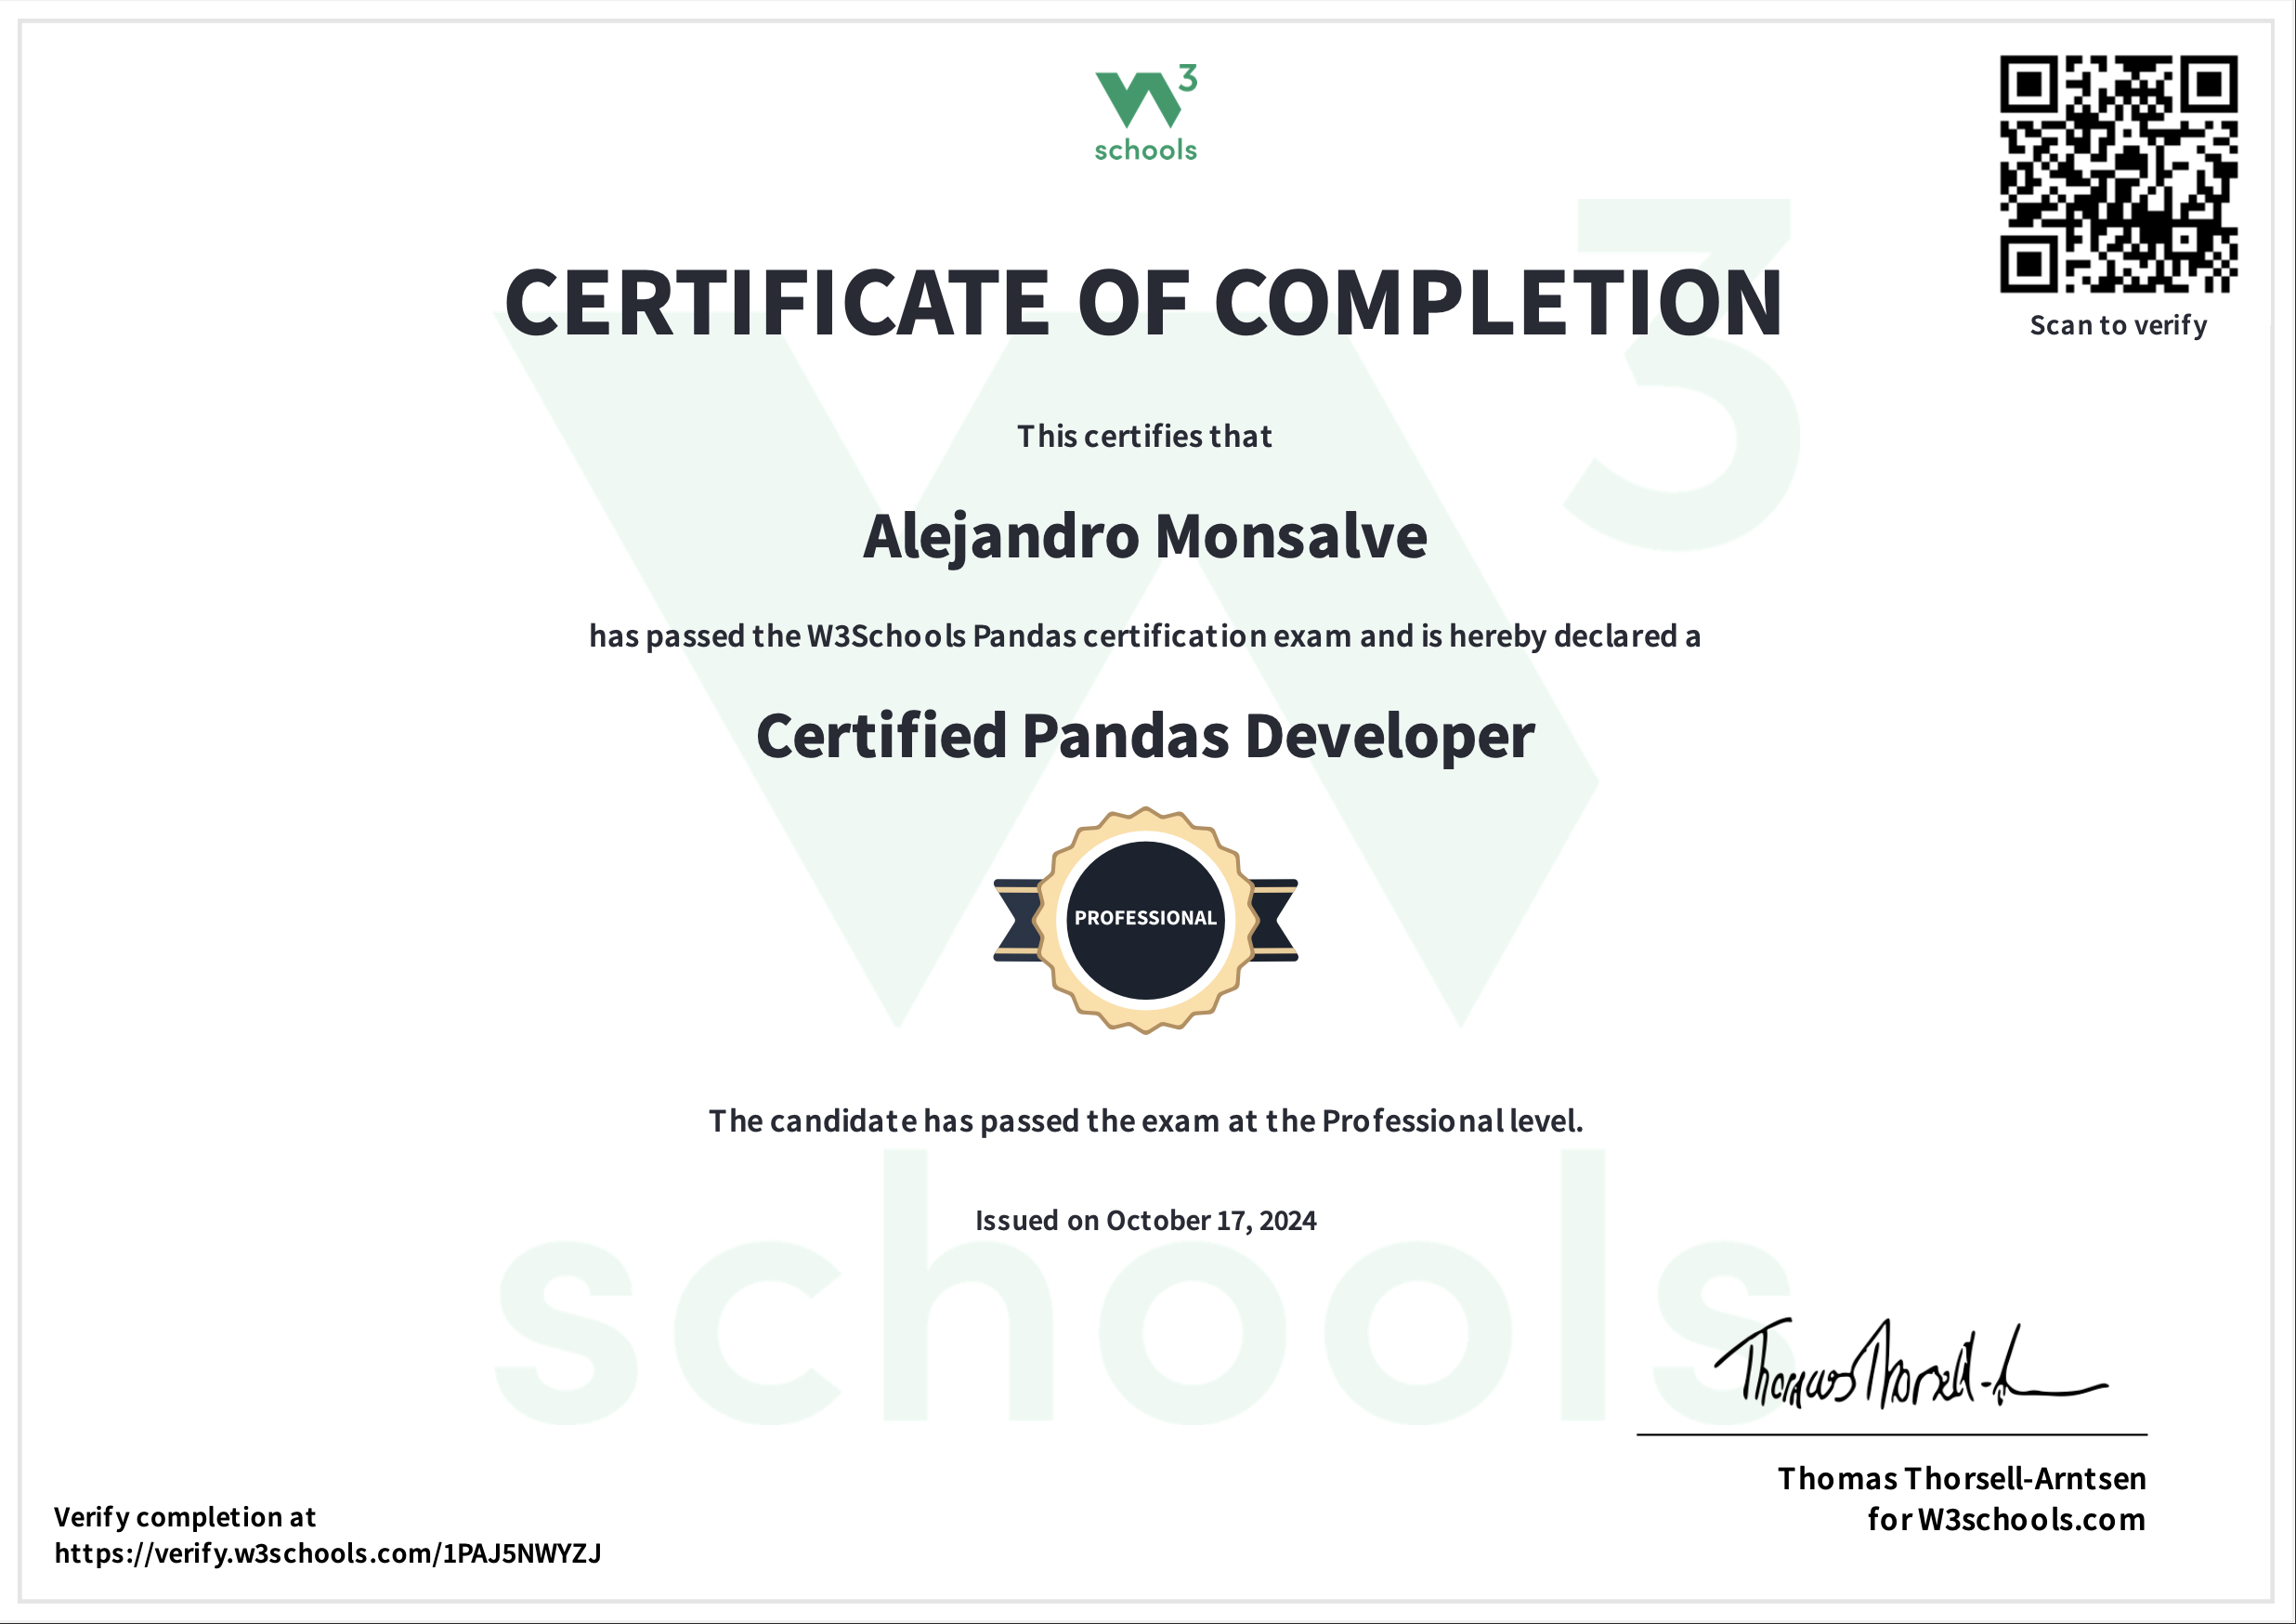 W3
schools
Scan to verify
CERTIFICATE OF COMPLETION
This certifies that
Alejandro Monsalve
has passed the W3Schools Pandas certification exam and is hereby declared a
Certified Pandas Developer
PROFESSIONAL
The candidate has passed the exam at the Professional level.
Issued on October 17, 2024
W3
schools
Thomas Thorsell-A
Thomas Thorsell-Arntsen
for W3schools.com
Verify completion at
https://verify.w3schools.com/1PAJ5NWYZJ